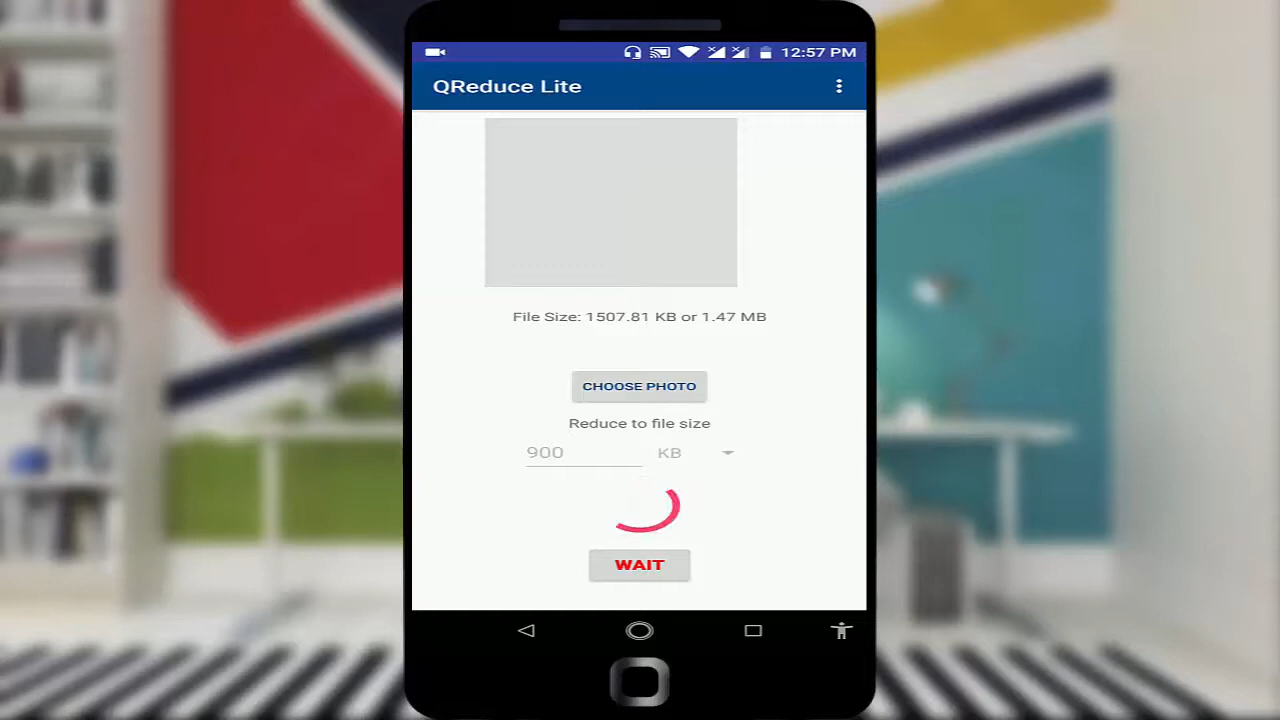 12:57 PM
QReduce Lite
File Size: 1507.81 KB or 1.47 MB
CHOOSE PHOTO
Reduce to file size
900 KB
WAIT